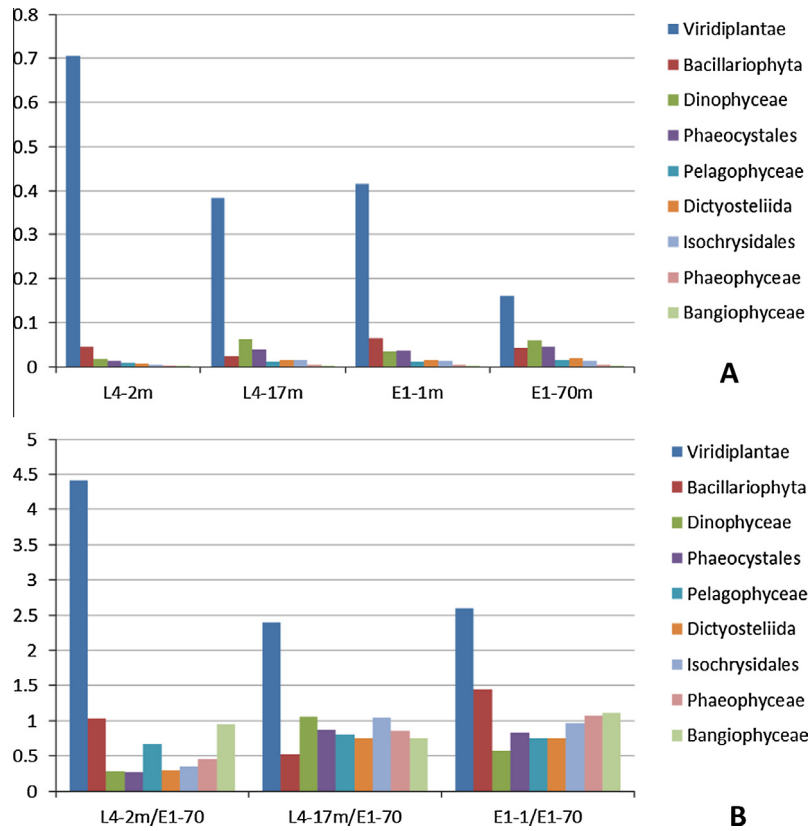 0.8
0.7
0.6
0.5
0.4
0.3
0.2
0.1
0
L4-2m
L4-17m
E1-1m
E1-70m
Viridiplantae
Bacillariophyta
Dinophyceae
Phaeocystales
Pelagophyceae
Dictyosteliida
Isochrysidales
Phaeophyceae
Bangiophyceae
A
5
4.5
4
3.5
3
2.5
2
1.5
1
0.5
0
L4-2m/E1-70
L4-17m/E1-70
E1-1/E1-70
Viridiplantae
Bacillariophyta
Dinophyceae
Phaeocystales
Pelagophyceae
Dictyosteliida
Isochrysidales
Phaeophyceae
Bangiophyceae
B